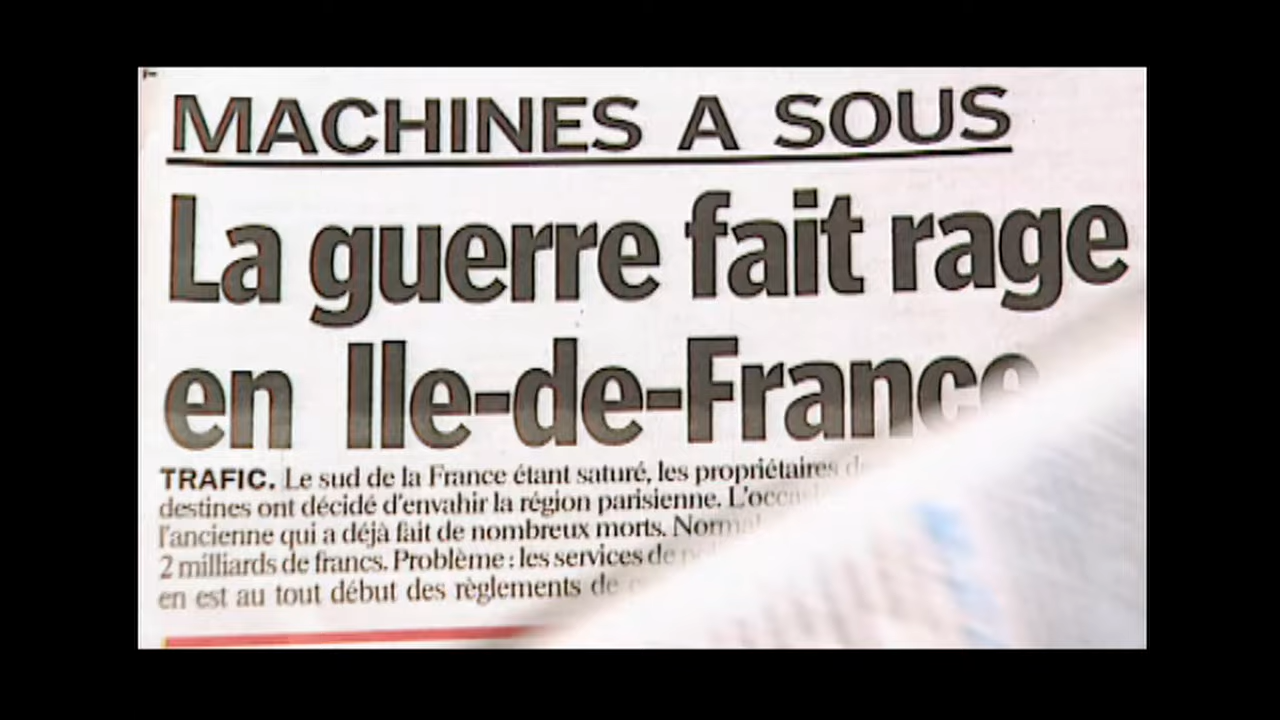 MACHINES A SOUS
La guerre fait rage
en Ile-de-France
TRAFIC. Le sud de la France étant saturé, les propriétaires
destines ont décidé d'envahir la région parisienne.
l'ancienne qui a déjà fait de nombreux morts.
2 milliards de francs. Problème : les services de
en est au tout début des règlements de